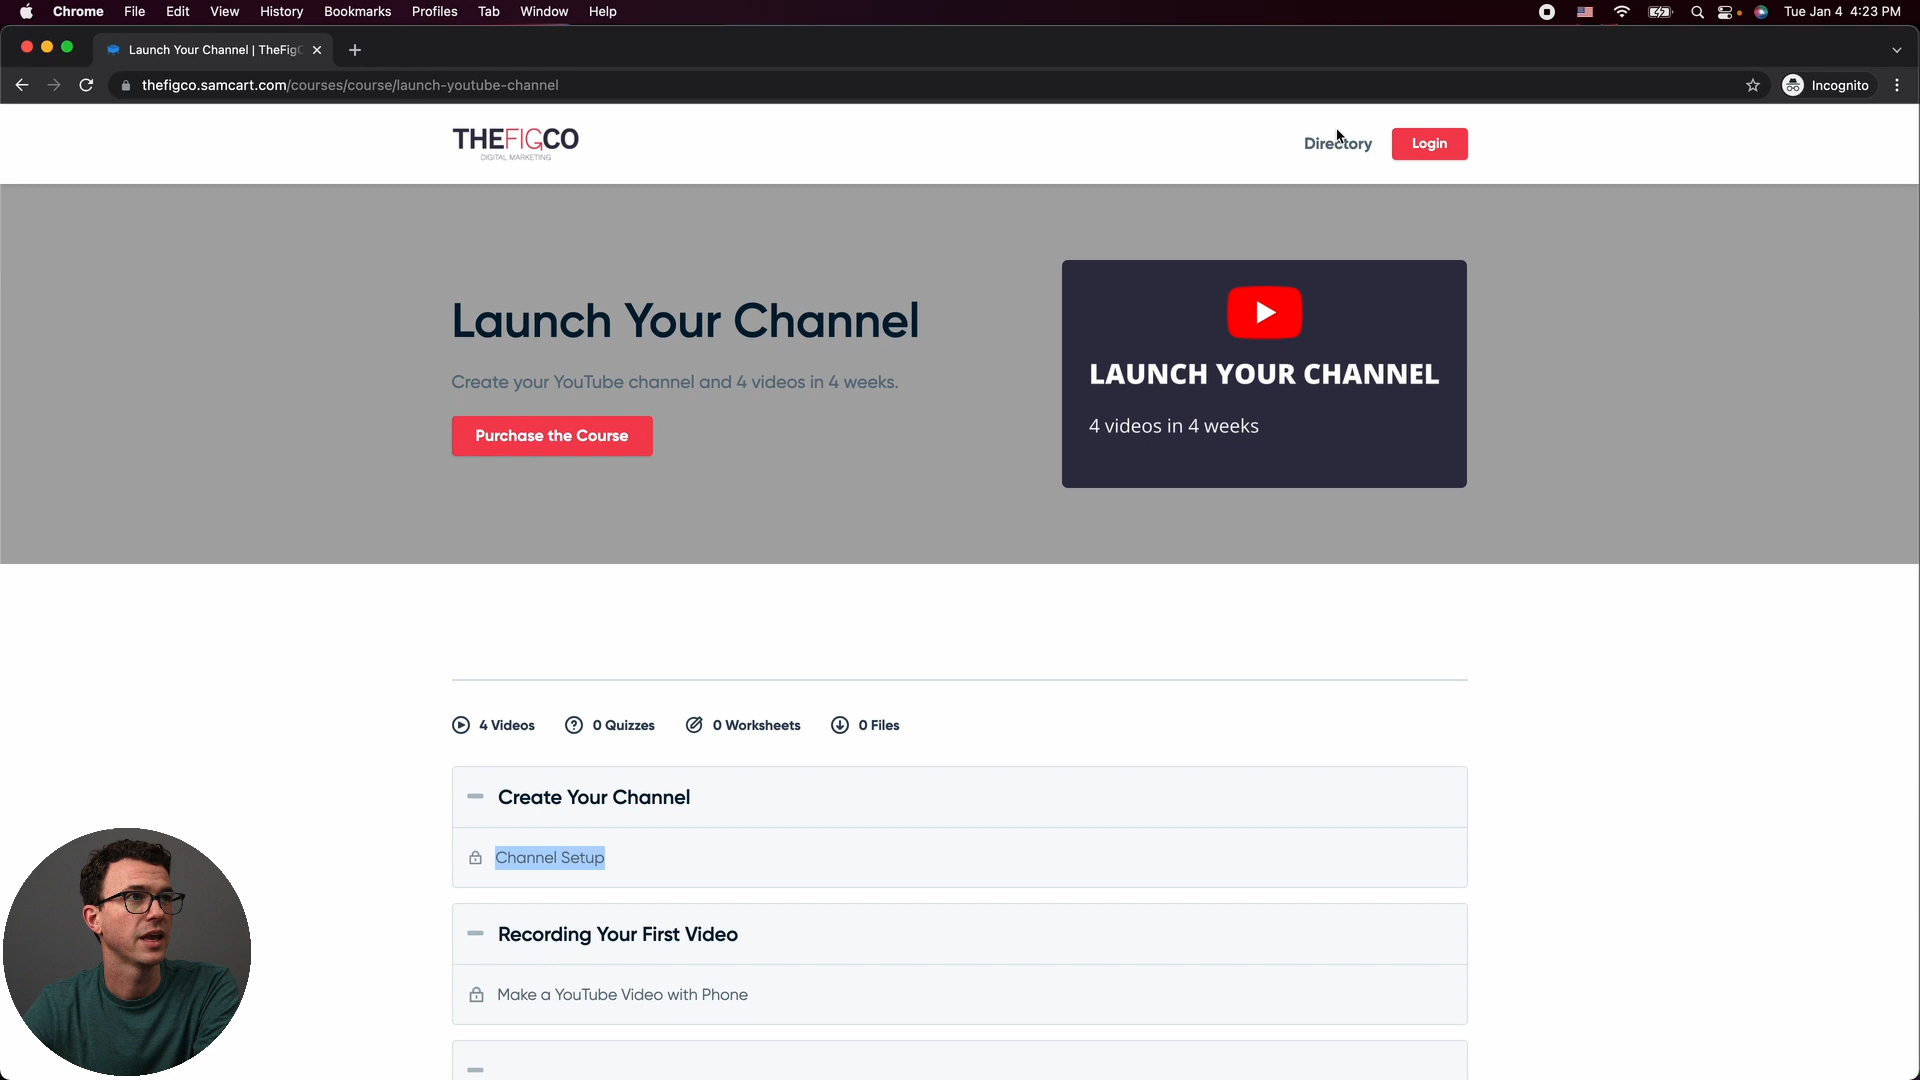 Chrome File Edit View History Bookmarks Profiles Tab Window Help Tue Jan 4 4:23 PM
Launch Your Channel | TheFigC
thefigco.samcart.com/courses/course/launch-youtube-channel Incognito
THEFIGCO
DIGITAL MARKETING
Directory Login
Launch Your Channel
Create your YouTube channel and 4 videos in 4 weeks.
Purchase the Course
LAUNCH YOUR CHANNEL
4 videos in 4 weeks
4 Videos 0 Quizzes 0 Worksheets 0 Files
Create Your Channel
Channel Setup
Recording Your First Video
Make a YouTube Video with Phone